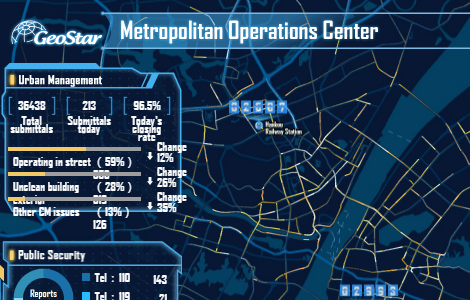 GeoStar
Metropolitan Operations Center
Urban Management
36438 213 96.5%
Total submittals
Submittals today
Today's closing rate
Change
Operating in street ( 59% ) 12%
Change
Unclean building ( 28% ) 26%
exterior
Change
Other CM issues ( 13% ) 35%
126
Hankou
Railway Station
Public Security
Reports
Tel : 110 143
Tel : 119 21